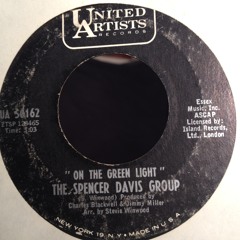 UNITED
ARTISTS
RECORDS
UA 50162
Time: 2:03
Essex
Music, Inc.
ASCAP
Licensed by:
Island Records,
Ltd., London
"ON THE GREEN LIGHT"
THE SPENCER DAVIS GROUP
(S. Winwood) Produced by
Charles Blackwell & Jimmy Miller
Arr. by Stevie Winwood
NEW YORK 19 • MADE IN U.S.A.